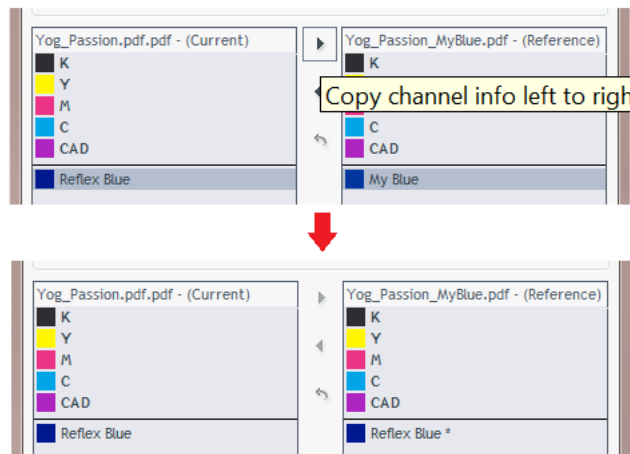 Yog_Passion.pdf.pdf - (Current)
K
Y
M
C
CAD
Reflex Blue
Yog_Passion_MyBlue.pdf - (Reference)
K
Copy channel info left to righ
C
CAD
My Blue
Yog_Passion.pdf.pdf - (Current)
K
Y
M
C
CAD
Reflex Blue
Yog_Passion_MyBlue.pdf - (Reference)
K
Y
M
C
CAD
Reflex Blue *